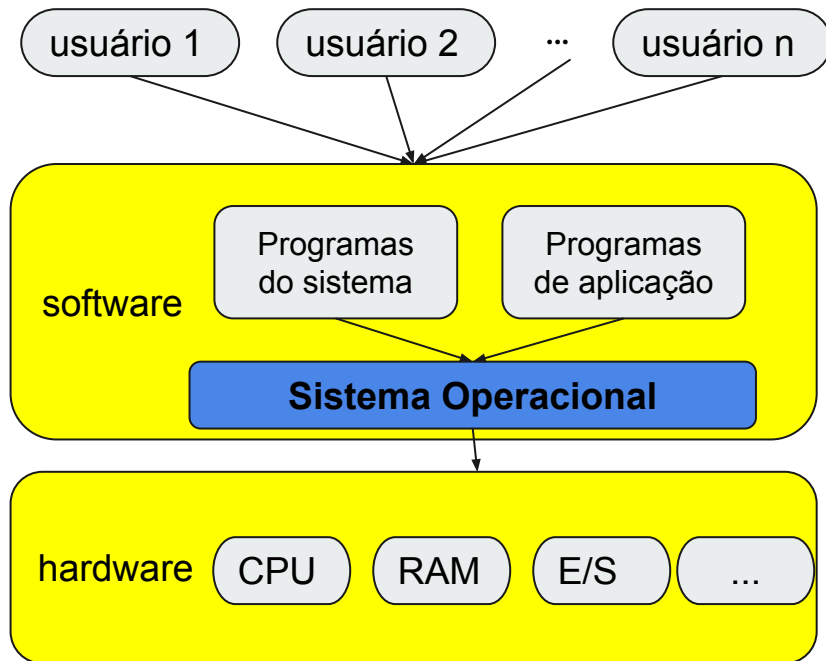 usuário 1
usuário 2
...
usuário n
software
Programas
do sistema
Programas
de aplicação
Sistema Operacional
hardware
CPU
RAM
E/S
...